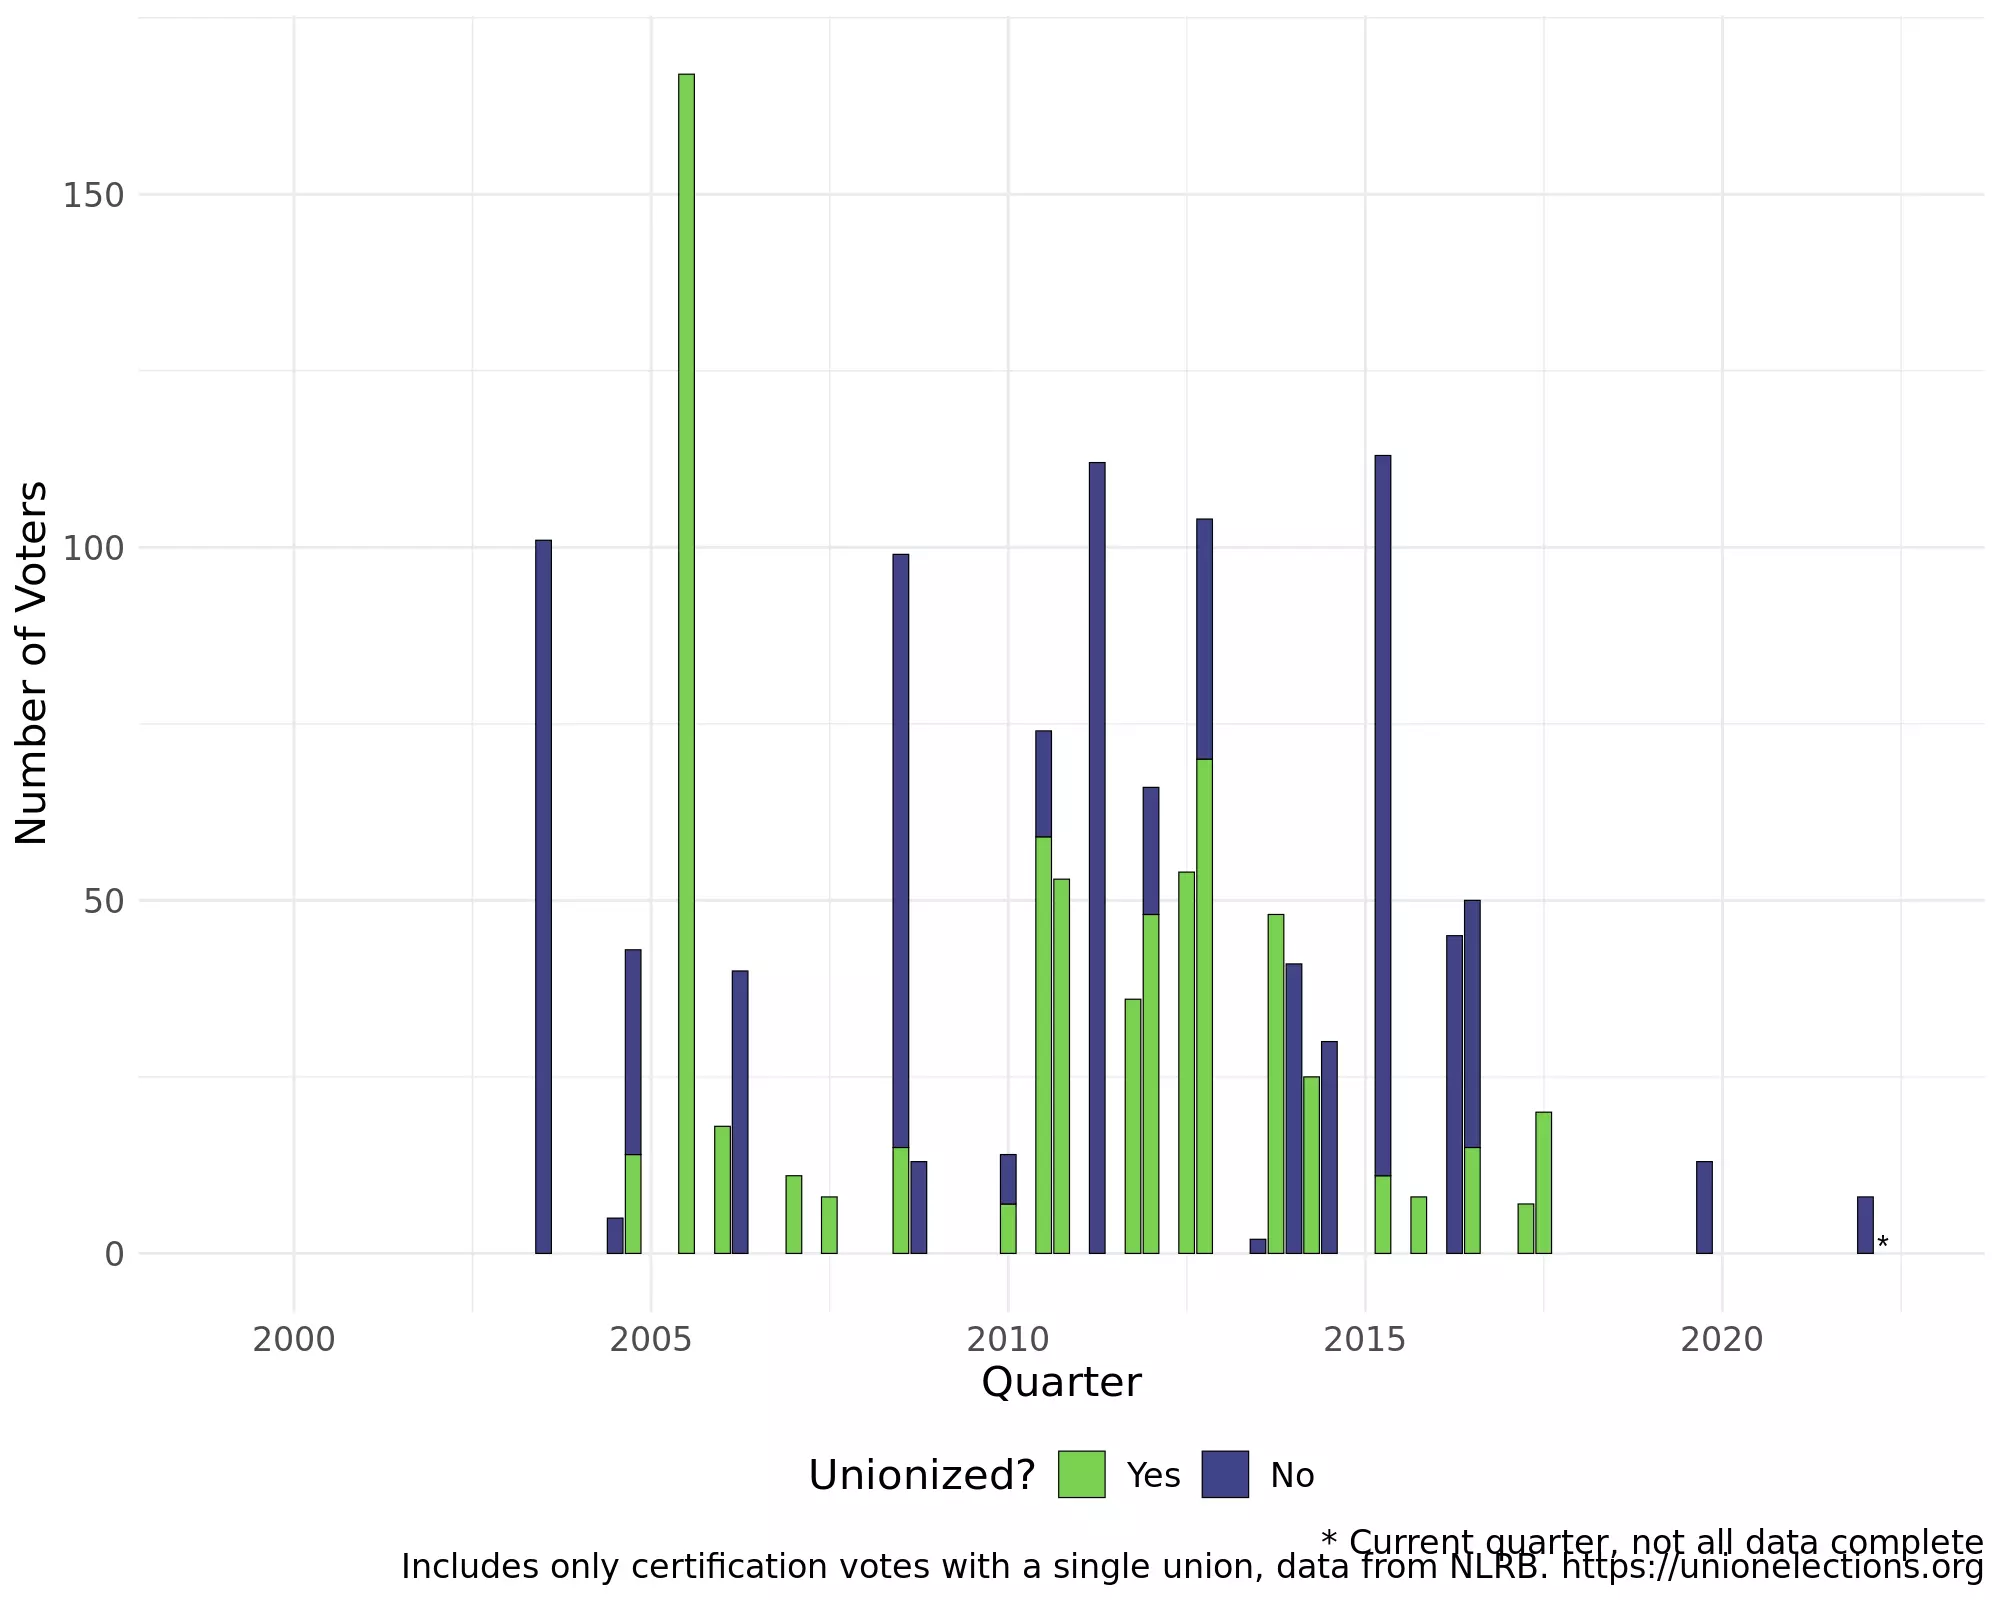 150
100
50
0
Number of Voters
*
2000 2005 2010 2015 2020
Quarter
Unionized? Yes No
* Current quarter, not all data complete
Includes only certification votes with a single union, data from NLRB. https://unionelections.org